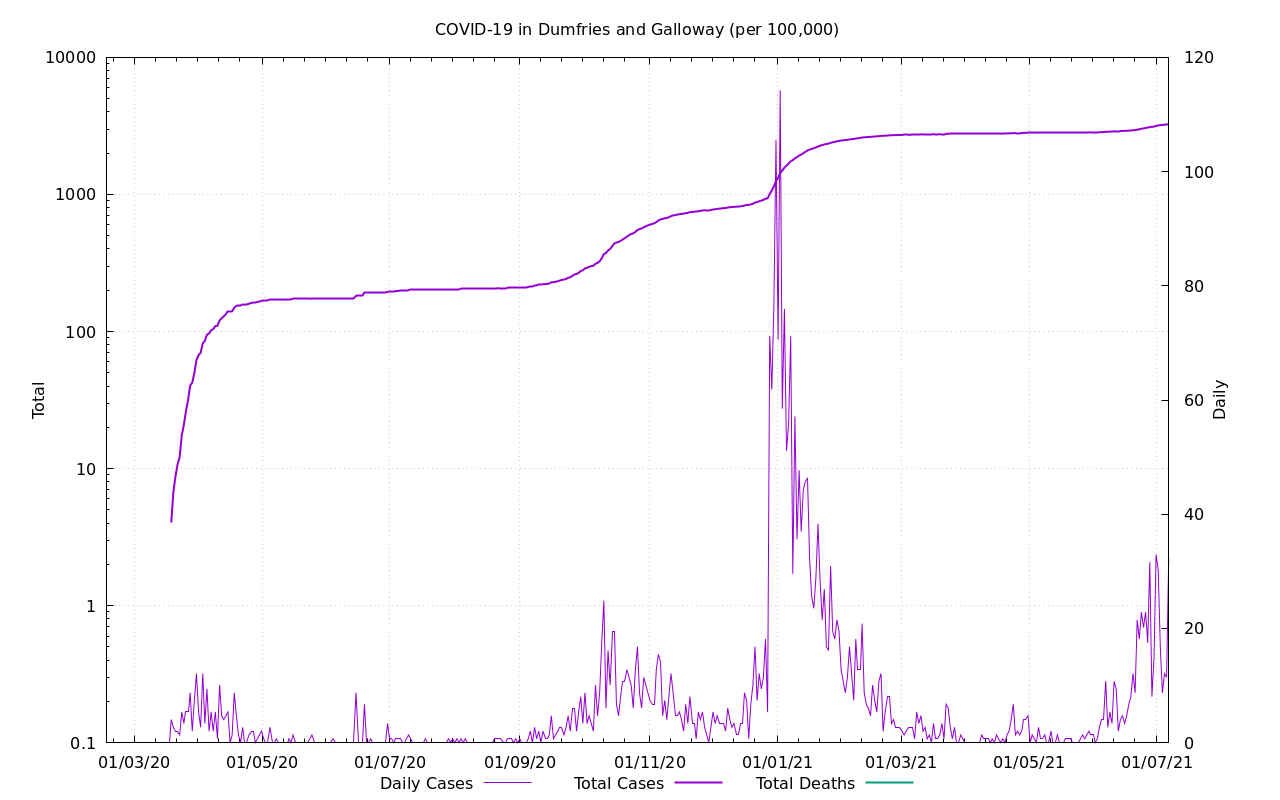 COVID-19 in Dumfries and Galloway (per 100,000)
10000
1000
100
10
1
0.1
Total
120
100
80
60
40
20
0
Daily
01/03/20 01/05/20 01/07/20 01/09/20 01/11/20 01/01/21 01/03/21 01/05/21 01/07/21
Daily Cases Total Cases Total Deaths